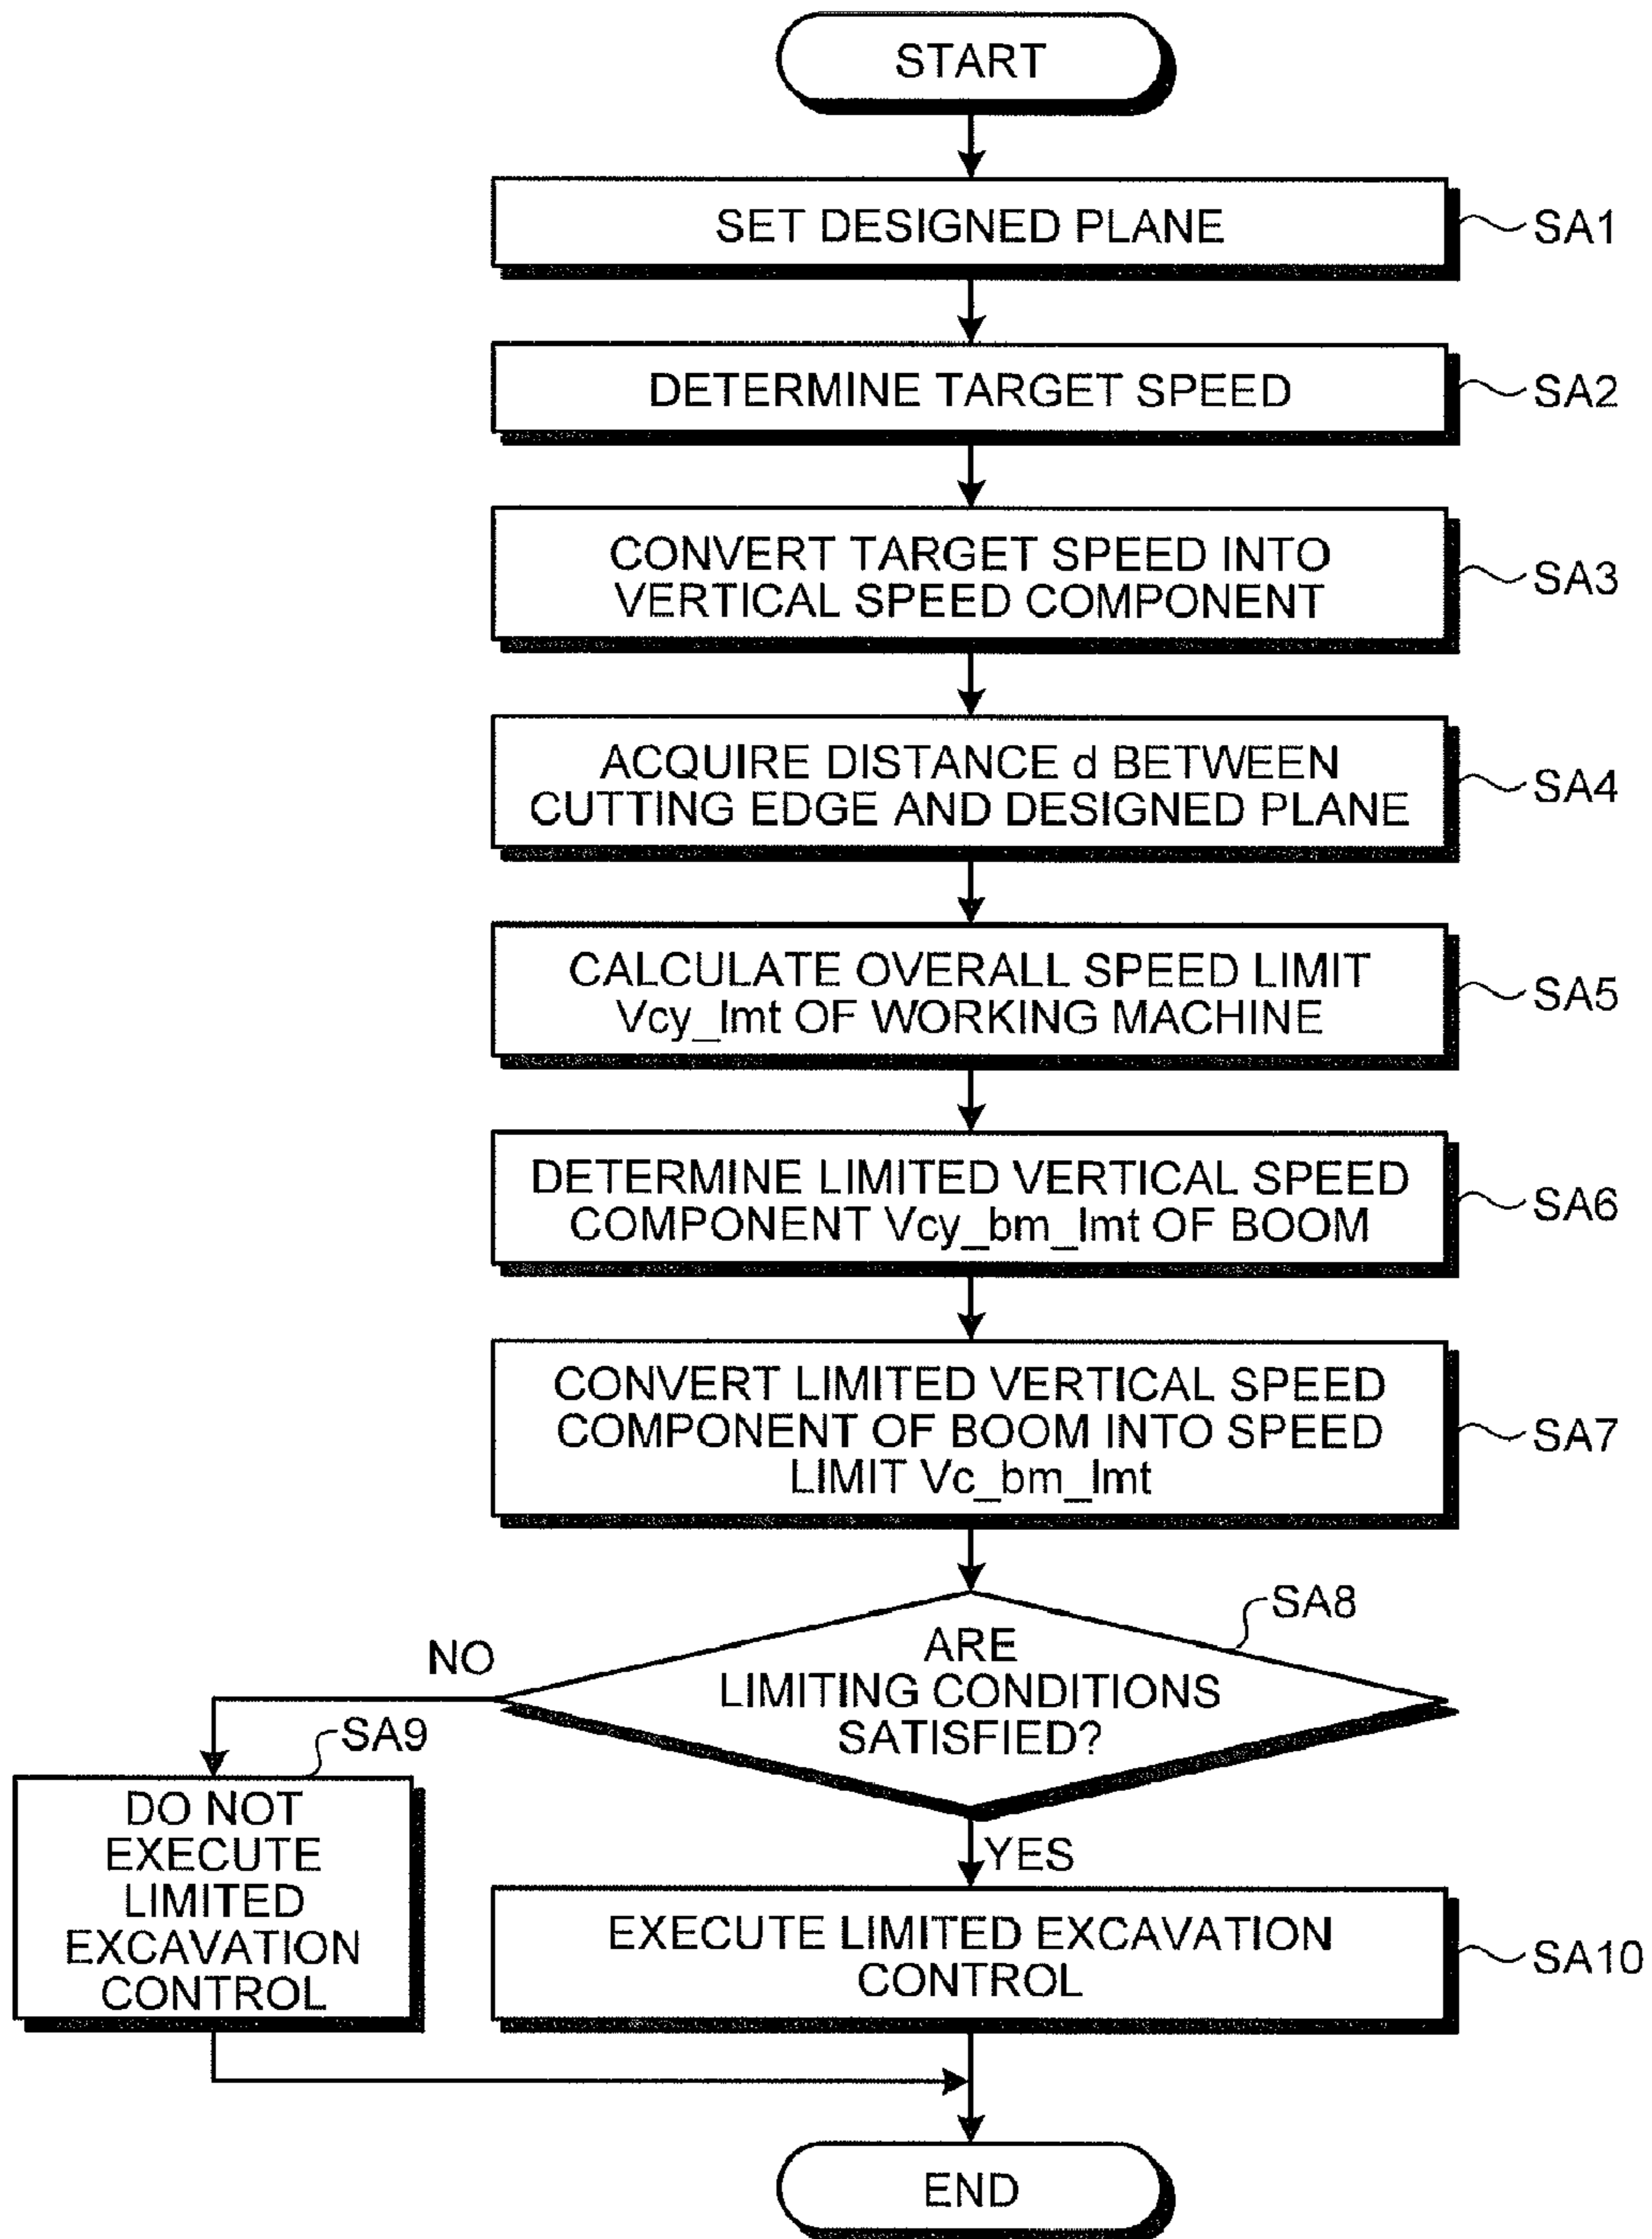 START
SET DESIGNED PLANE
SA1
DETERMINE TARGET SPEED
SA2
CONVERT TARGET SPEED INTO
VERTICAL SPEED COMPONENT
SA3
ACQUIRE DISTANCE d BETWEEN
CUTTING EDGE AND DESIGNED PLANE
SA4
CALCULATE OVERALL SPEED LIMIT
Vcy_lmt OF WORKING MACHINE
SA5
DETERMINE LIMITED VERTICAL SPEED
COMPONENT Vcy_bm_lmt OF BOOM
SA6
CONVERT LIMITED VERTICAL SPEED
COMPONENT OF BOOM INTO SPEED
LIMIT Vc_bm_lmt
SA7
SA8
ARE
LIMITING CONDITIONS
SATISFIED?
NO
SA9
DO NOT
EXECUTE
LIMITED
EXCAVATION
CONTROL
YES
EXECUTE LIMITED EXCAVATION
CONTROL
SA10
END